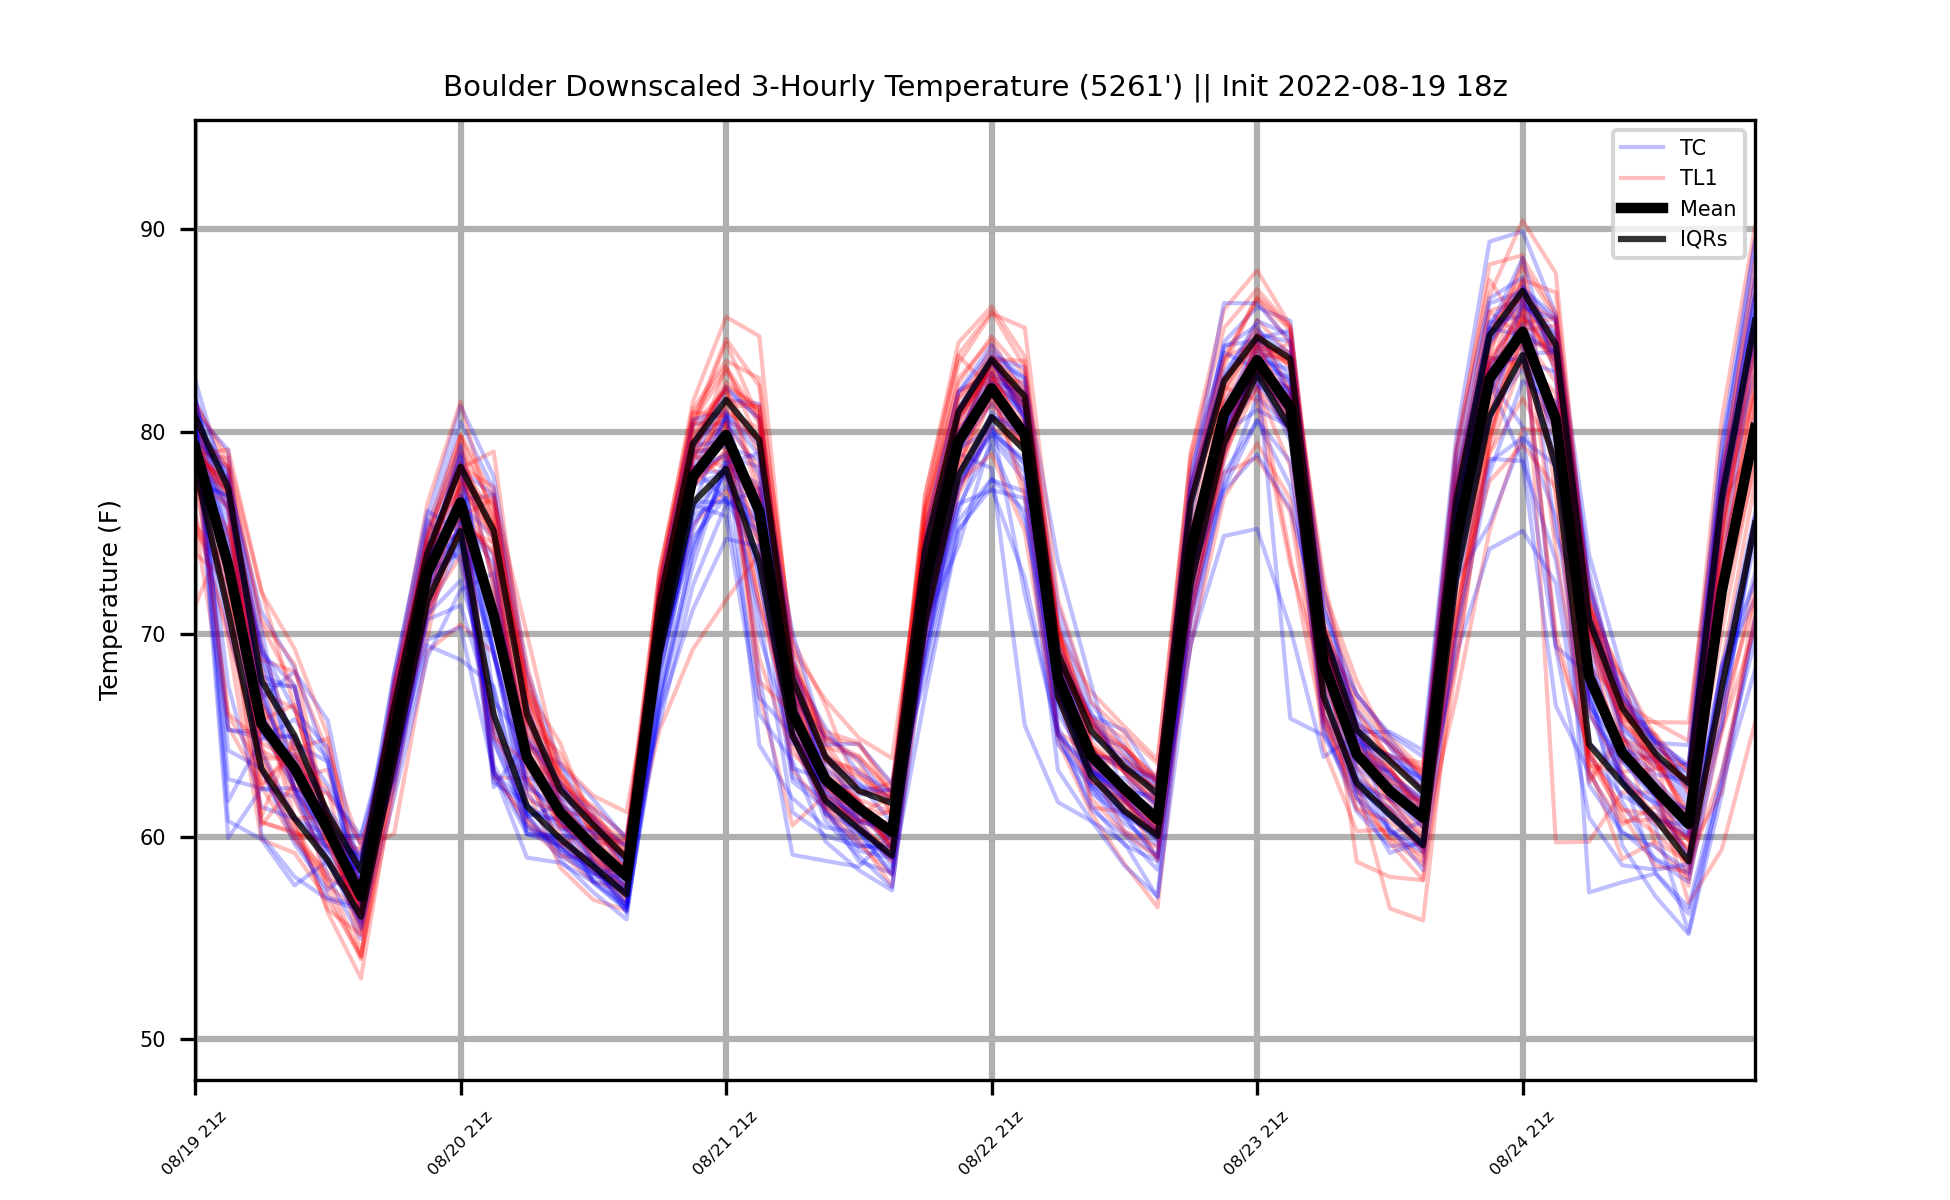 Boulder Downscaled 3-Hourly Temperature (5261') || Init 2022-08-19 18z
TC
TL1
Mean
IQRs
Temperature (F)
90
80
70
60
50
08/19 21z
08/20 21z
08/21 21z
08/22 21z
08/23 21z
08/24 21z